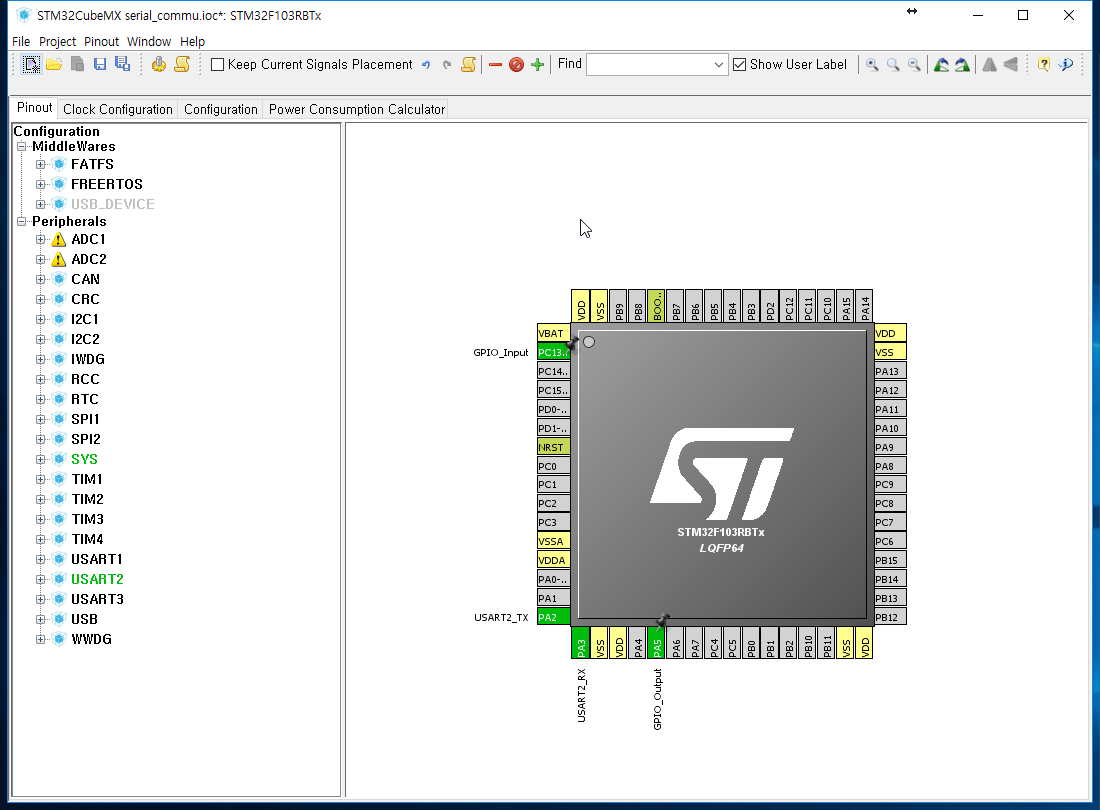 STM32CubeMX serial_commu.ioc*: STM32F103RBTx
File Project Pinout Window Help
Keep Current Signals Placement Find Show User Label
Pinout Clock Configuration Configuration Power Consumption Calculator
Configuration
MiddleWares
FATFS
FREERTOS
USB_DEVICE
Peripherals
ADC1
ADC2
CAN
CRC
I2C1
I2C2
IWDG
RCC
RTC
SPI1
SPI2
SYS
TIM1
TIM2
TIM3
TIM4
USART1
USART2
USART3
USB
WWDG
VDD VSS PB9 PB8 BOO.. PB7 PB6 PB5 PB4 PB3 PD2 PC12 PC11 PC10 PA15 PA14
VBAT
GPIO_Input PC13..
PC14..
PC15..
PD0-..
PD1-..
NRST
PC0
PC1
PC2
PC3
VSSA
VDDA
PA0-..
PA1
USART2_TX PA2
STM32F103RBTx
LQFP64
VDD
VSS
PA13
PA12
PA11
PA10
PA9
PA8
PC9
PC8
PC7
PC6
PB15
PB14
PB13
PB12
PA3 VSS VDD PA4 PA5 PA6 PA7 PC4 PC5 PB0 PB1 PB2 PB10 PB11 VSS VDD
USART2_RX GPIO_Output